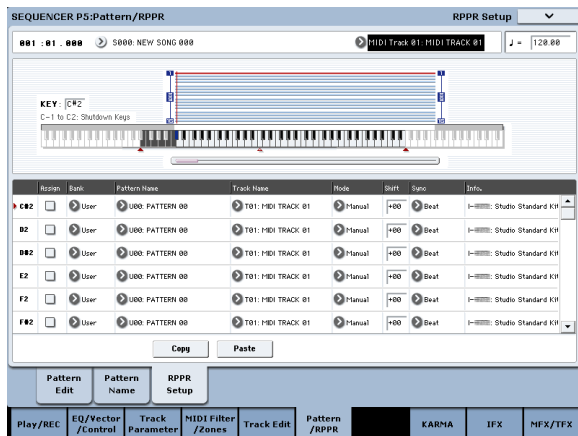 SEQUENCER P5:Pattern/RPPR RPPR Setup
001 :01 . 000 S000: NEW SONG 000 MIDI Track 01: MIDI TRACK 01 ♩ = 120.00
KEY: C#2
C-1 to C2: Shutdown Keys
Assign Bank Pattern Name Track Name Mode Shift Sync Info.
C#2 User U00: PATTERN 00 T01: MIDI TRACK 01 Manual +00 Beat : Studio Standard Kit
D2 User U00: PATTERN 00 T01: MIDI TRACK 01 Manual +00 Beat : Studio Standard Kit
D#2 User U00: PATTERN 00 T01: MIDI TRACK 01 Manual +00 Beat : Studio Standard Kit
E2 User U00: PATTERN 00 T01: MIDI TRACK 01 Manual +00 Beat : Studio Standard Kit
F2 User U00: PATTERN 00 T01: MIDI TRACK 01 Manual +00 Beat : Studio Standard Kit
F#2 User U00: PATTERN 00 T01: MIDI TRACK 01 Manual +00 Beat : Studio Standard Kit
Copy Paste
Pattern Edit Pattern Name RPPR Setup
Play/REC EQ/Vector /Control Track Parameter MIDI Filter /Zones Track Edit Pattern /RPPR KARMA IFX MFX/TFX